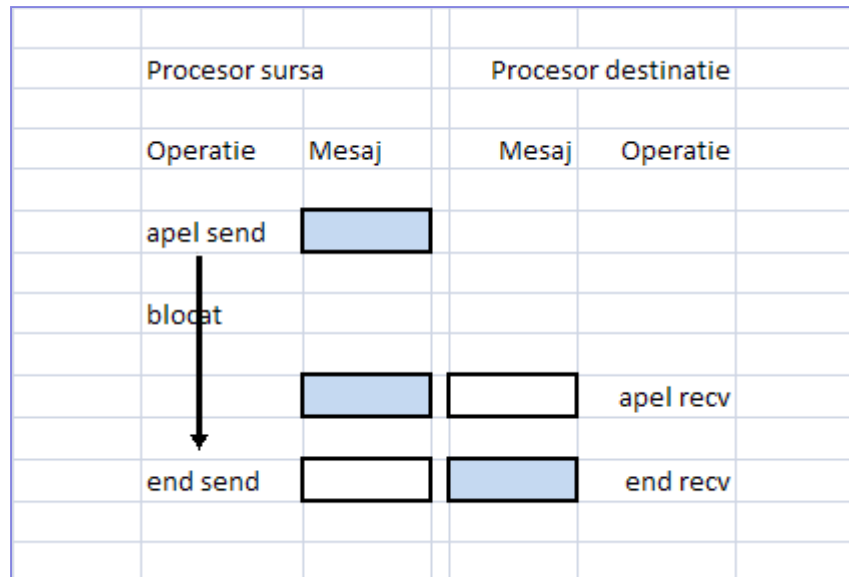 Procesor sursa Procesor destinatie
Operatie Mesaj Mesaj Operatie
apel send
blocat
apel recv
end send end recv